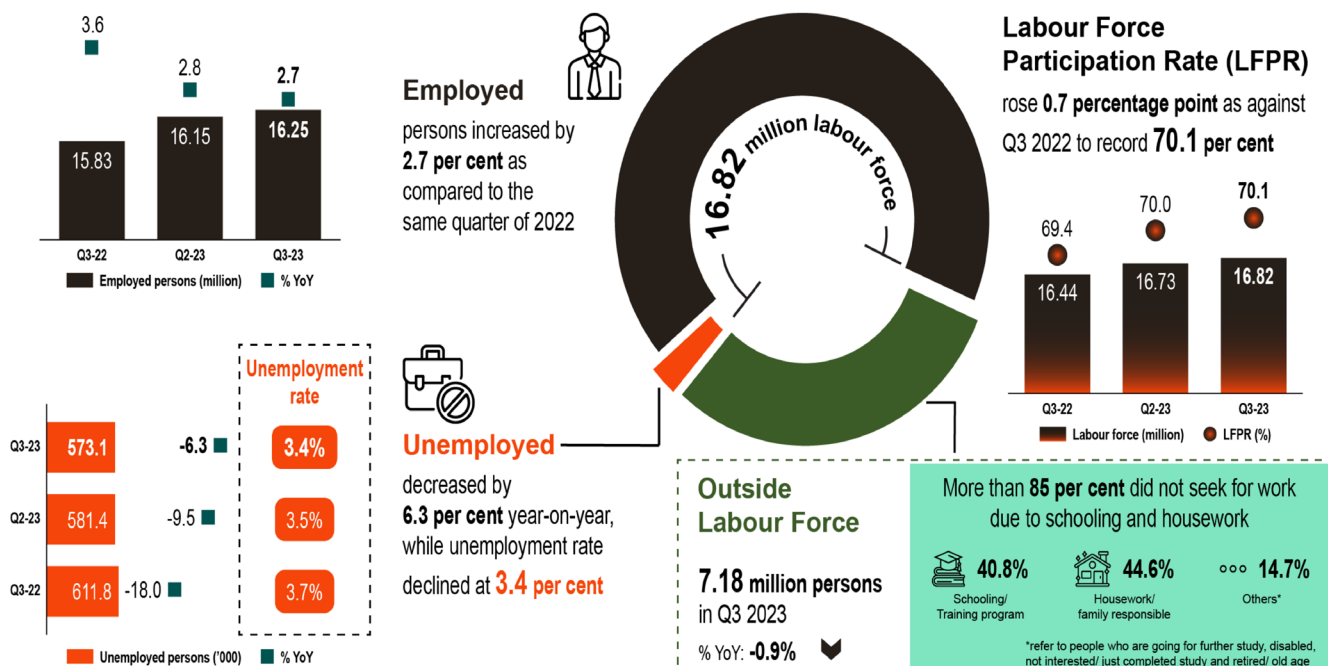 3.6
2.8
2.7
15.83
16.15
16.25
Q3-22
Q2-23
Q3-23
Employed persons (million)
% YoY
Employed
persons increased by
2.7 per cent as
compared to the
same quarter of 2022
16.82 million labour force
Labour Force
Participation Rate (LFPR)
rose 0.7 percentage point as against
Q3 2022 to record 70.1 per cent
69.4
70.0
70.1
16.44
16.73
16.82
Q3-22
Q2-23
Q3-23
Labour force (million)
LFPR (%)
Unemployment
rate
Q3-23
573.1
-6.3
3.4%
Q2-23
581.4
-9.5
3.5%
Q3-22
611.8
-18.0
3.7%
Unemployed persons ('000)
% YoY
Unemployed
decreased by
6.3 per cent year-on-year,
while unemployment rate
declined at 3.4 per cent
Outside
Labour Force
7.18 million persons
in Q3 2023
% YoY: -0.9%
More than 85 per cent did not seek for work
due to schooling and housework
40.8%
Schooling/
Training program
44.6%
Housework/
family responsible
14.7%
Others*
*refer to people who are going for further study, disabled,
not interested/ just completed study and retired/ old age